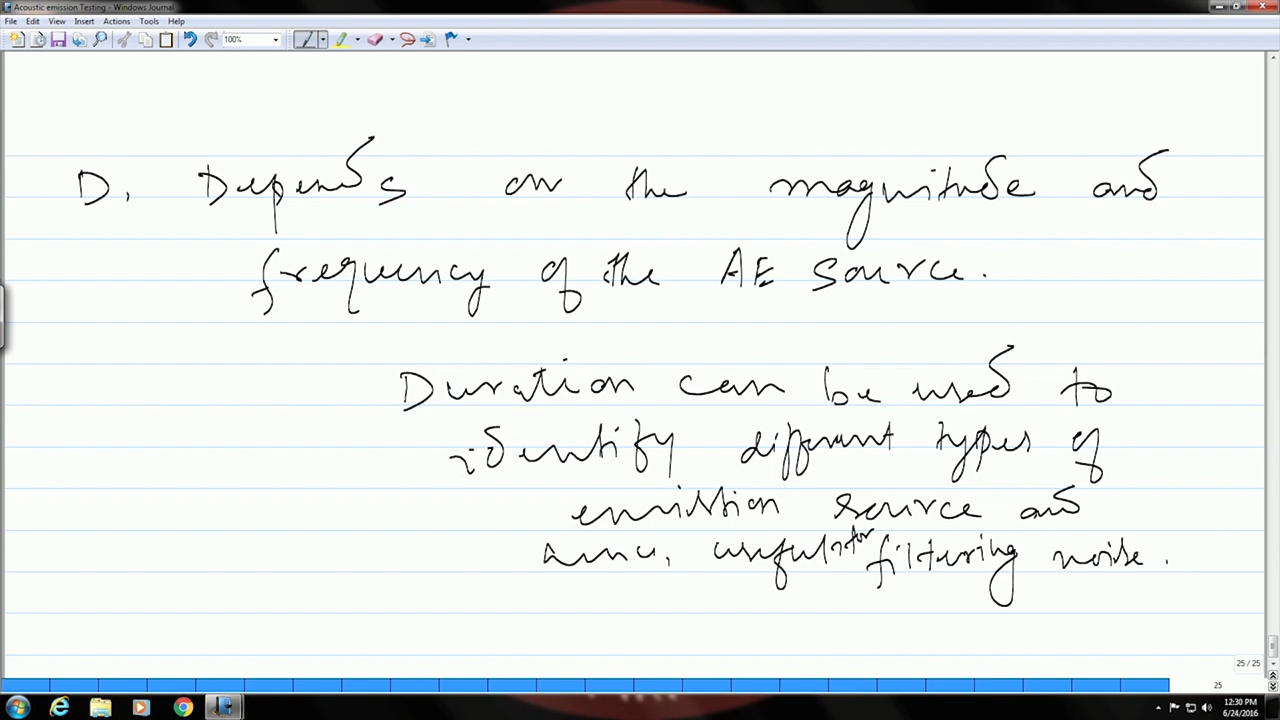 Acoustic emission Testing - Windows Journal
File Edit View Insert Actions Tools Help
100%
D. Depends on the magnitude and
frequency of the AE source.
Duration can be used to
identify different types of
emission source and
hence, useful for filtering noise.
25 / 25
25
12:30 PM
6/24/2016